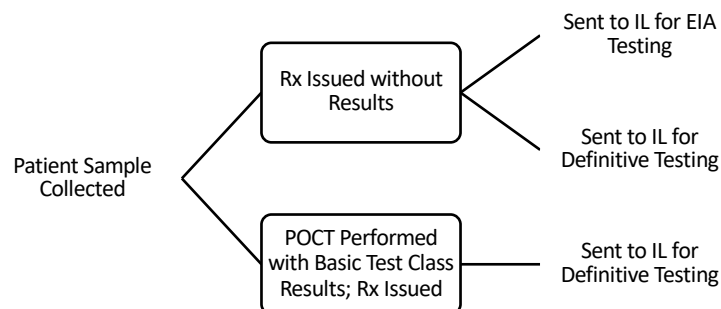 Patient Sample
Collected
Rx Issued without
Results
POCT Performed
with Basic Test Class
Results; Rx Issued
Sent to IL for EIA
Testing
Sent to IL for
Definitive Testing
Sent to IL for
Definitive Testing